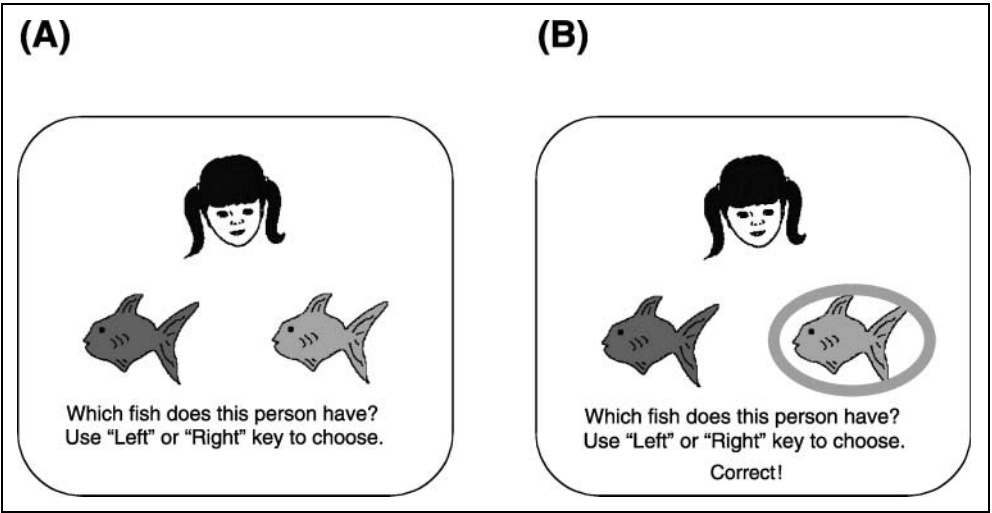 (A)
Which fish does this person have?
Use “Left” or “Right” key to choose.
(B)
Which fish does this person have?
Use “Left” or “Right” key to choose.
Correct!